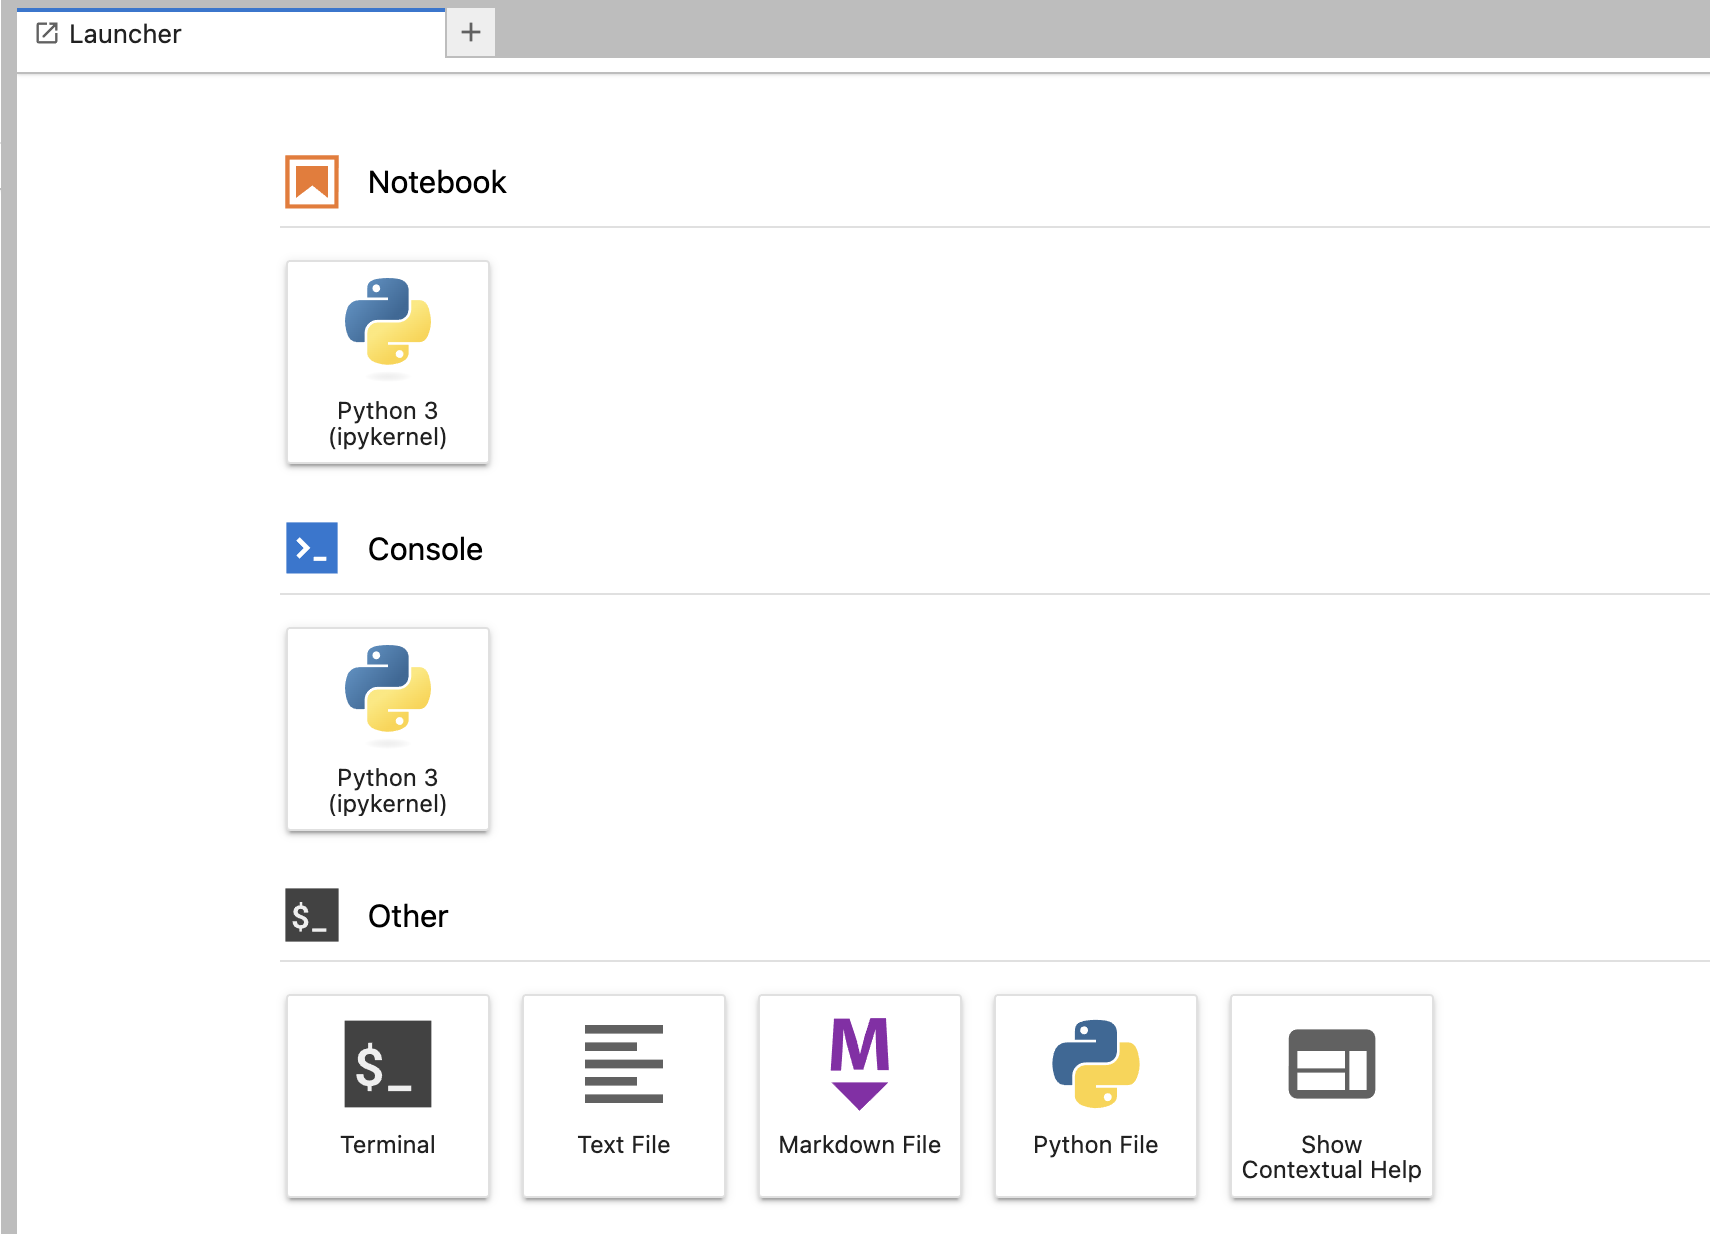 Launcher
Notebook
Python 3
(ipykernel)
Console
Python 3
(ipykernel)
$_ Other
$_
Terminal
Text File
M
Markdown File
Python File
Show
Contextual Help